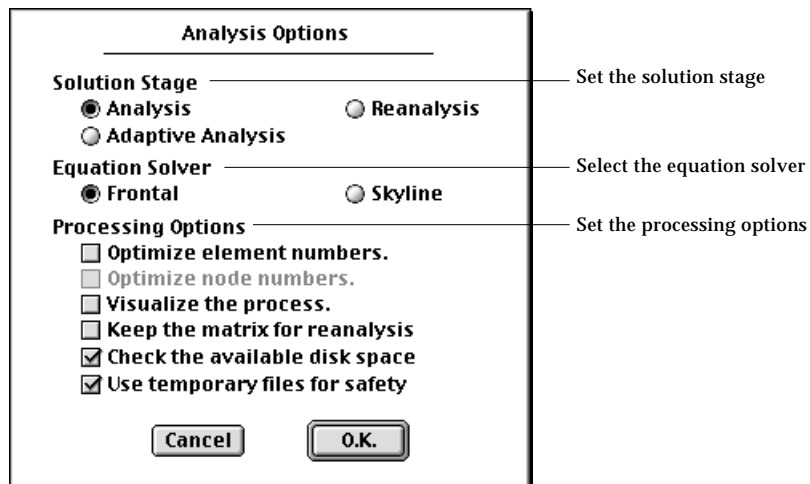 Analysis Options
Solution Stage
Set the solution stage
Analysis
Reanalysis
Adaptive Analysis
Equation Solver
Select the equation solver
Frontal
Skyline
Processing Options
Set the processing options
Optimize element numbers.
Optimize node numbers.
Visualize the process.
Keep the matrix for reanalysis
Check the available disk space
Use temporary files for safety
Cancel
O.K.